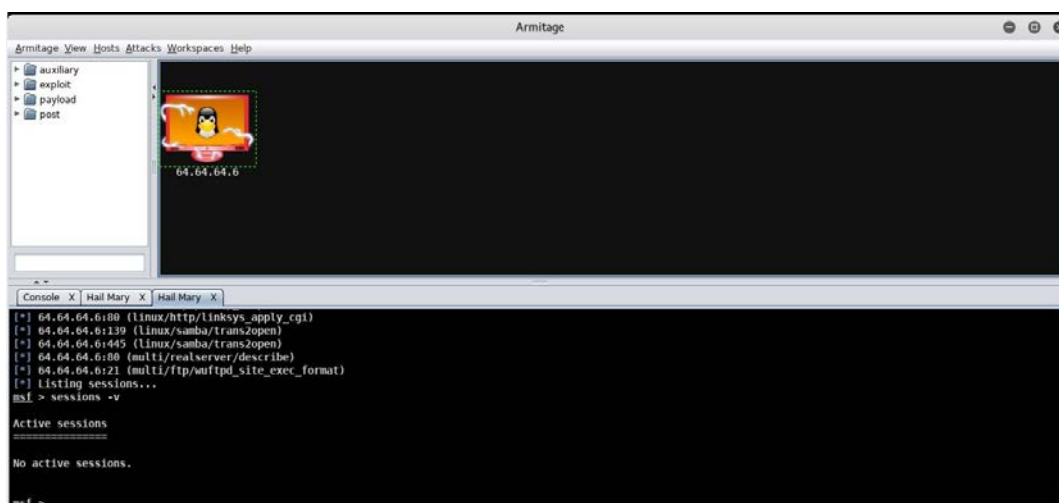 Armitage
Armitage View Hosts Attacks Workspaces Help
auxiliary
exploit
payload
post
64.64.64.6
Console X Hail Mary X Hail Mary X
[*] 64.64.64.6:80 (linux/http/linksys_apply_cgi)
[*] 64.64.64.6:139 (linux/samba/trans2open)
[*] 64.64.64.6:445 (linux/samba/trans2open)
[*] 64.64.64.6:80 (multi/realserver/describe)
[*] 64.64.64.6:21 (multi/ftp/wuftpd_site_exec_format)
[*] Listing sessions...
msf > sessions -v
Active sessions
===============
No active sessions.
msf >